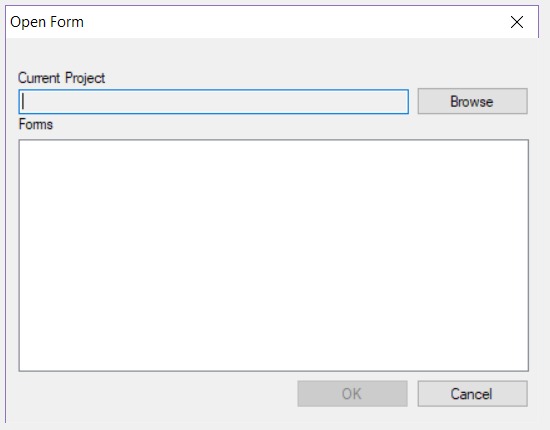 Open Form
Current Project
Browse
Forms
OK
Cancel